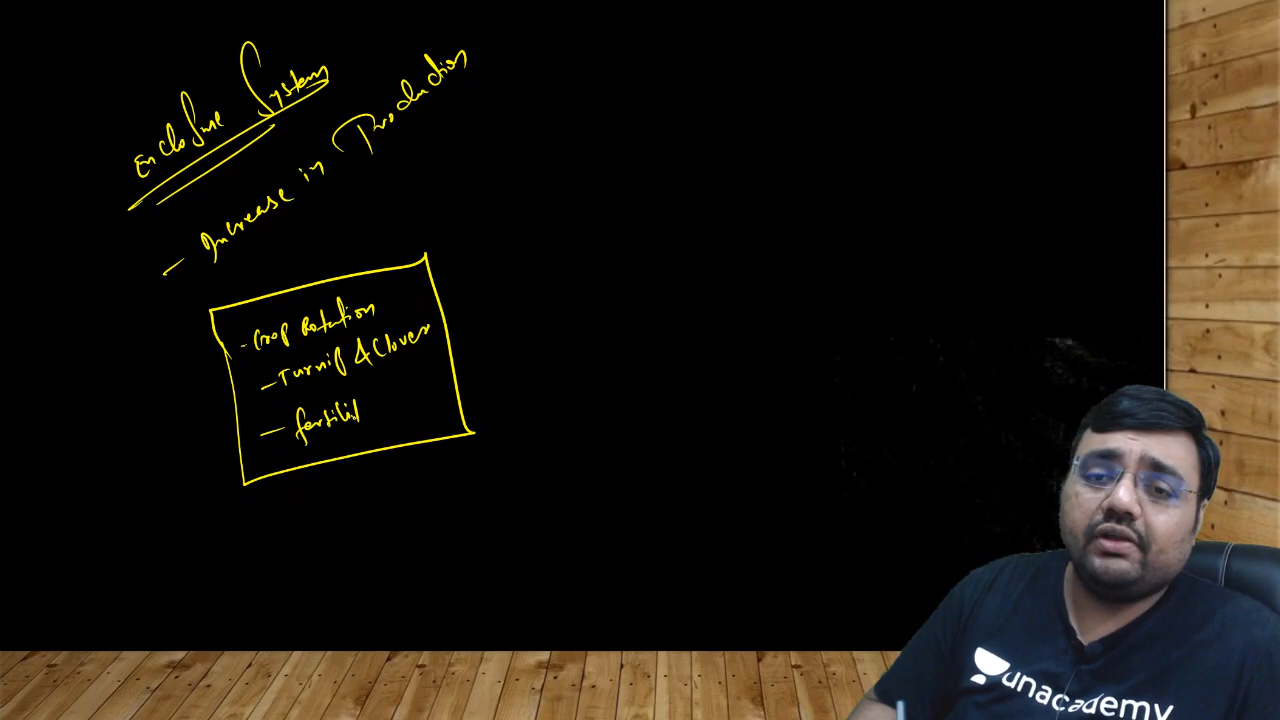 Enclosure System
- Increase in Production
- Crop Rotation
- Turnip & Clover
- fertilit
unacademy